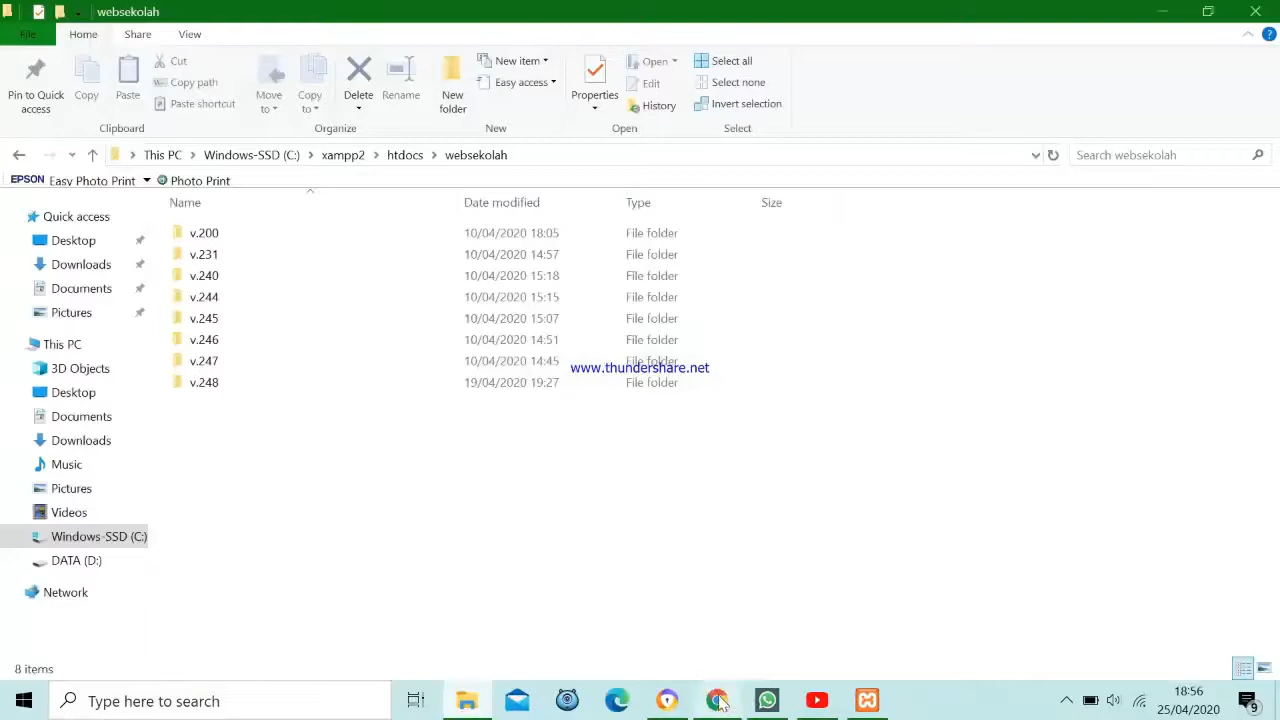 websekolah
File Home Share View
Pin to Quick access
Copy
Paste
Cut
Copy path
Paste shortcut
Clipboard
Move to
Copy to
Delete
Rename
Organize
New folder
New item
Easy access
New
Properties
Open
Edit
History
Open
Select all
Select none
Invert selection
Select
This PC > Windows-SSD (C:) > xampp2 > htdocs > websekolah
Search websekolah
EPSON Easy Photo Print Photo Print
Name Date modified Type Size
v.200 10/04/2020 18:05 File folder
v.231 10/04/2020 14:57 File folder
v.240 10/04/2020 15:18 File folder
v.244 10/04/2020 15:15 File folder
v.245 10/04/2020 15:07 File folder
v.246 10/04/2020 14:51 File folder
v.247 10/04/2020 14:45 File folder
www.thundershare.net
v.248 19/04/2020 19:27 File folder
Quick access
Desktop
Downloads
Documents
Pictures
This PC
3D Objects
Desktop
Documents
Downloads
Music
Pictures
Videos
Windows-SSD (C:)
DATA (D:)
Network
8 items
Type here to search
18:56
25/04/2020
9